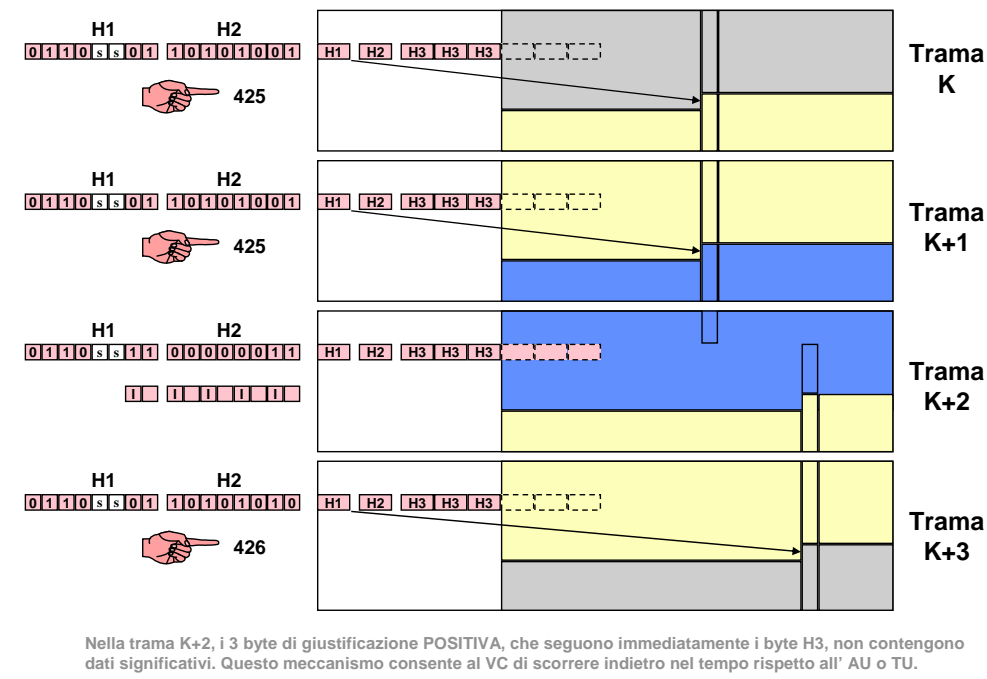 H1 H2
0 1 1 0 s s 0 1 1 0 1 0 1 0 0 1 H1 H2 H3 H3 H3
425
Trama
K
H1 H2
0 1 1 0 s s 0 1 1 0 1 0 1 0 0 1 H1 H2 H3 H3 H3
425
Trama
K+1
H1 H2
0 1 1 0 s s 1 1 0 0 0 0 0 0 1 1 H1 H2 H3 H3 H3
I I I I I
Trama
K+2
H1 H2
0 1 1 0 s s 0 1 1 0 1 0 1 0 1 0 H1 H2 H3 H3 H3
426
Trama
K+3
Nella trama K+2, i 3 byte di giustificazione POSITIVA, che seguono immediatamente i byte H3, non contengono
dati significativi. Questo meccanismo consente al VC di scorrere indietro nel tempo rispetto all' AU o TU.